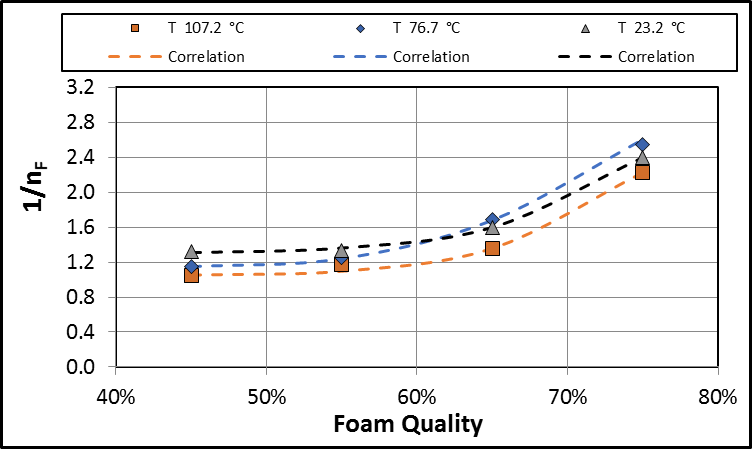 T 107.2 °C T 76.7 °C T 23.2 °C
Correlation Correlation Correlation
3.2
2.8
2.4
2.0
1.6
1.2
0.8
0.4
0.0
1/nF
40% 50% 60% 70% 80%
Foam Quality